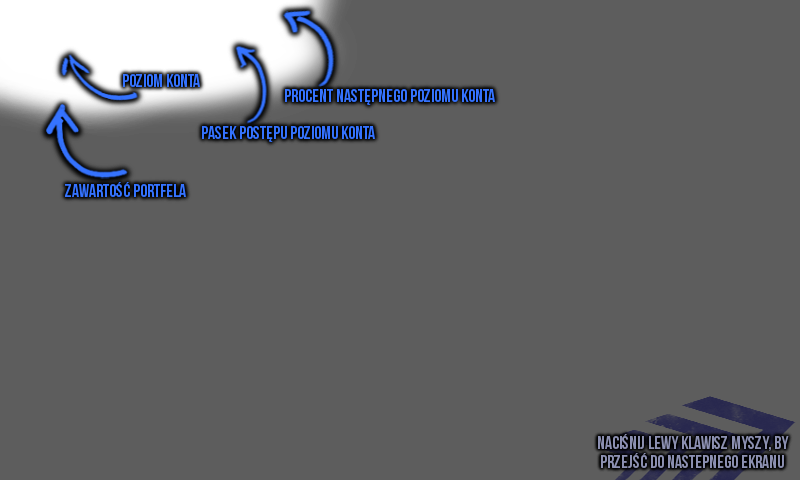 POZIOM KONTA
PROCENT NASTĘPNEGO POZIOMU KONTA
PASEK POSTĘPU POZIOMU KONTA
ZAWARTOŚĆ PORTFELA
NACIŚNIJ LEWY KLAWISZ MYSZY, BY
PRZEJŚĆ DO NASTEPNEGO EKRANU